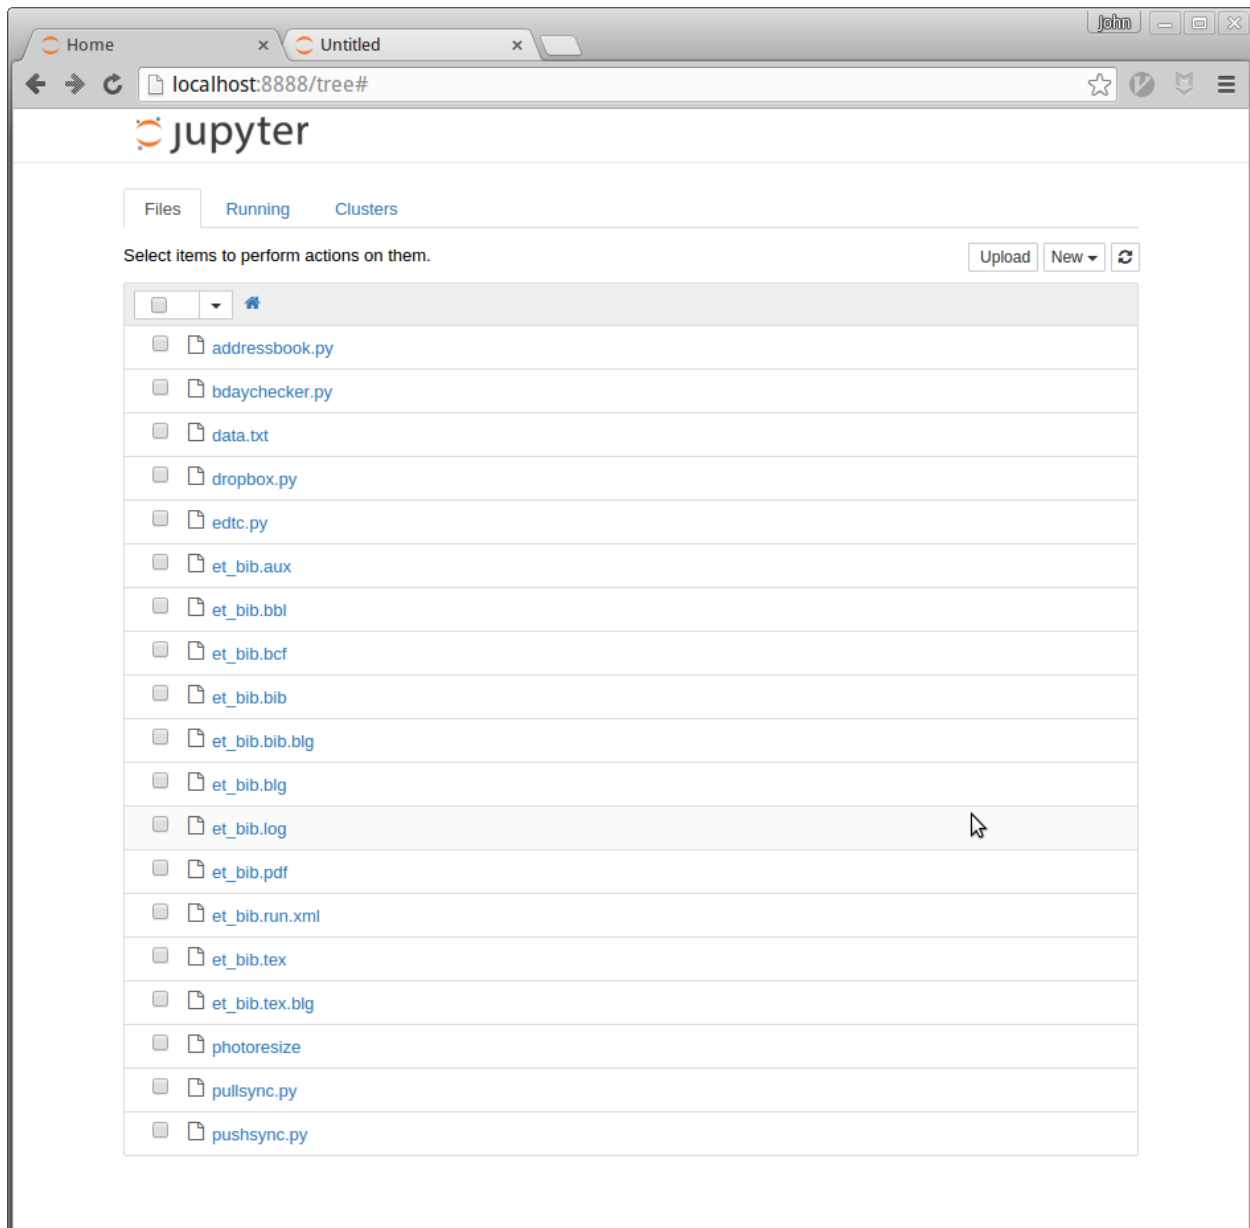 John
Home Untitled
localhost:8888/tree#
jupyter
Files Running Clusters
Select items to perform actions on them. Upload New
addressbook.py
bdaychecker.py
data.txt
dropbox.py
edtc.py
et_bib.aux
et_bib.bbl
et_bib.bcf
et_bib.bib
et_bib.bib.blg
et_bib.blg
et_bib.log
et_bib.pdf
et_bib.run.xml
et_bib.tex
et_bib.tex.blg
photoresize
pullsync.py
pushsync.py